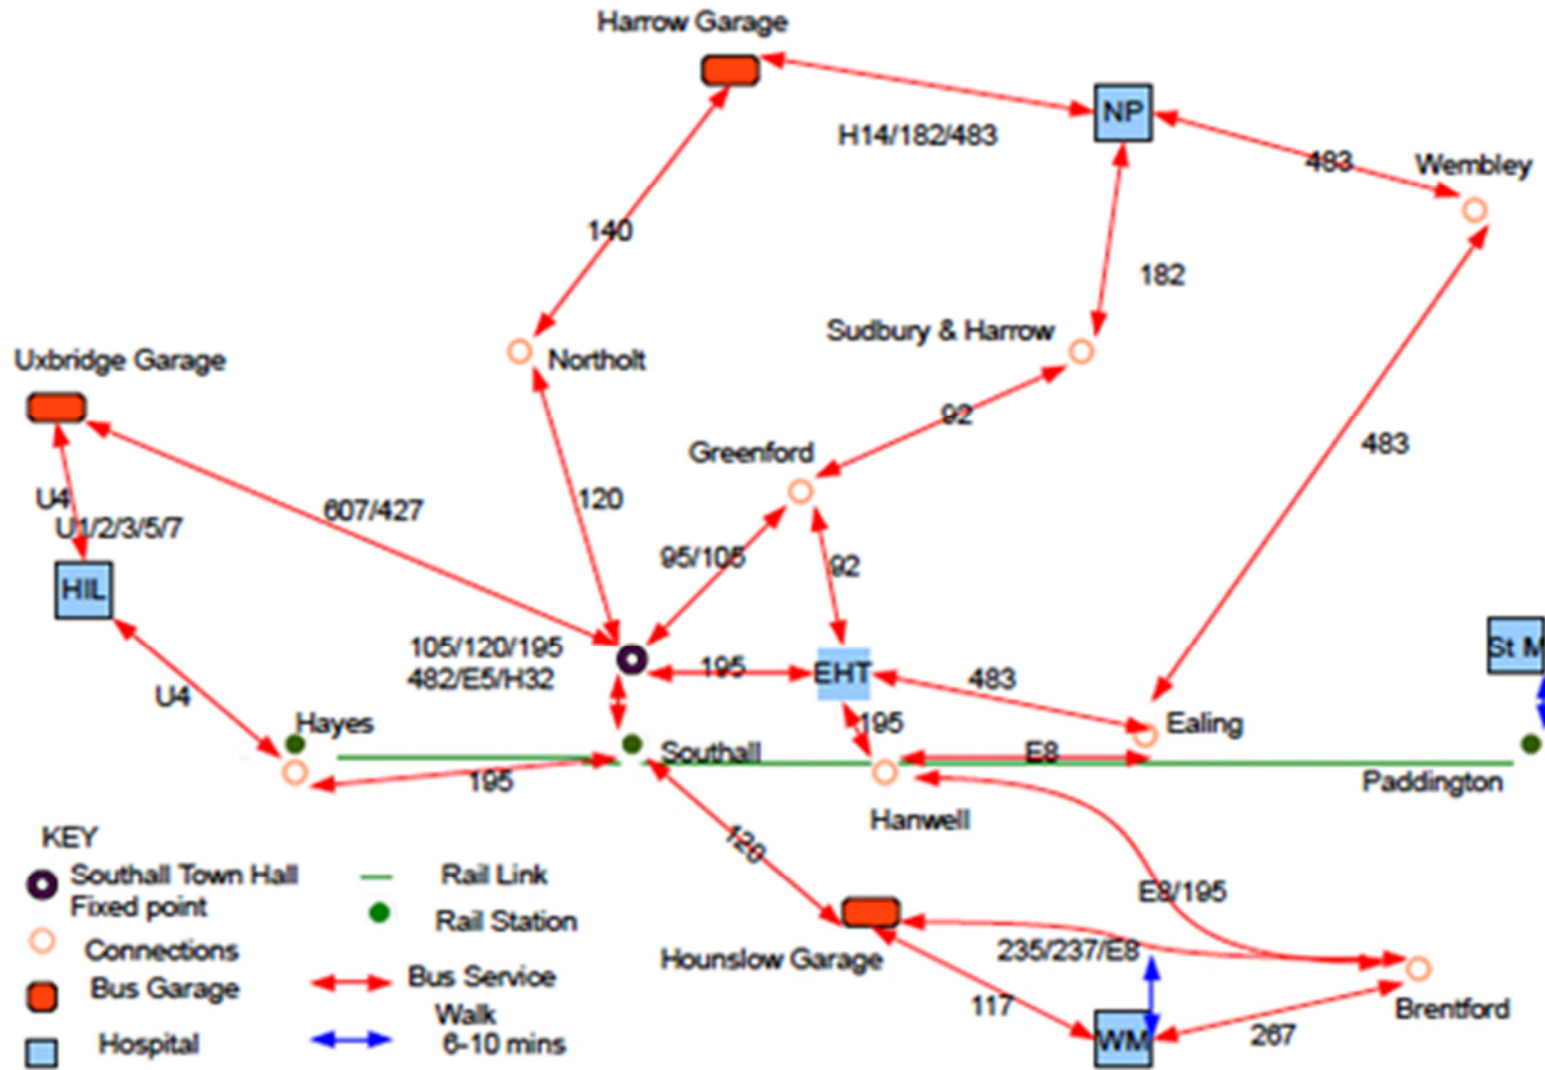 Harrow Garage
NP
H14/182/483
483
Wembley
140
182
Sudbury & Harrow
Uxbridge Garage
Northolt
92
483
Greenford
U4
U1/2/3/5/7
607/427
120
95/105
92
HIL
105/120/195
482/E5/H32
195
EHT
483
St M
U4
Hayes
195
Ealing
Southall
E8
195
Paddington
Hanwell
120
E8/195
Hounslow Garage
235/237/E8
117
WM
267
Brentford
KEY
Southall Town Hall
Fixed point
Connections
Bus Garage
Hospital
Rail Link
Rail Station
Bus Service
Walk
6-10 mins